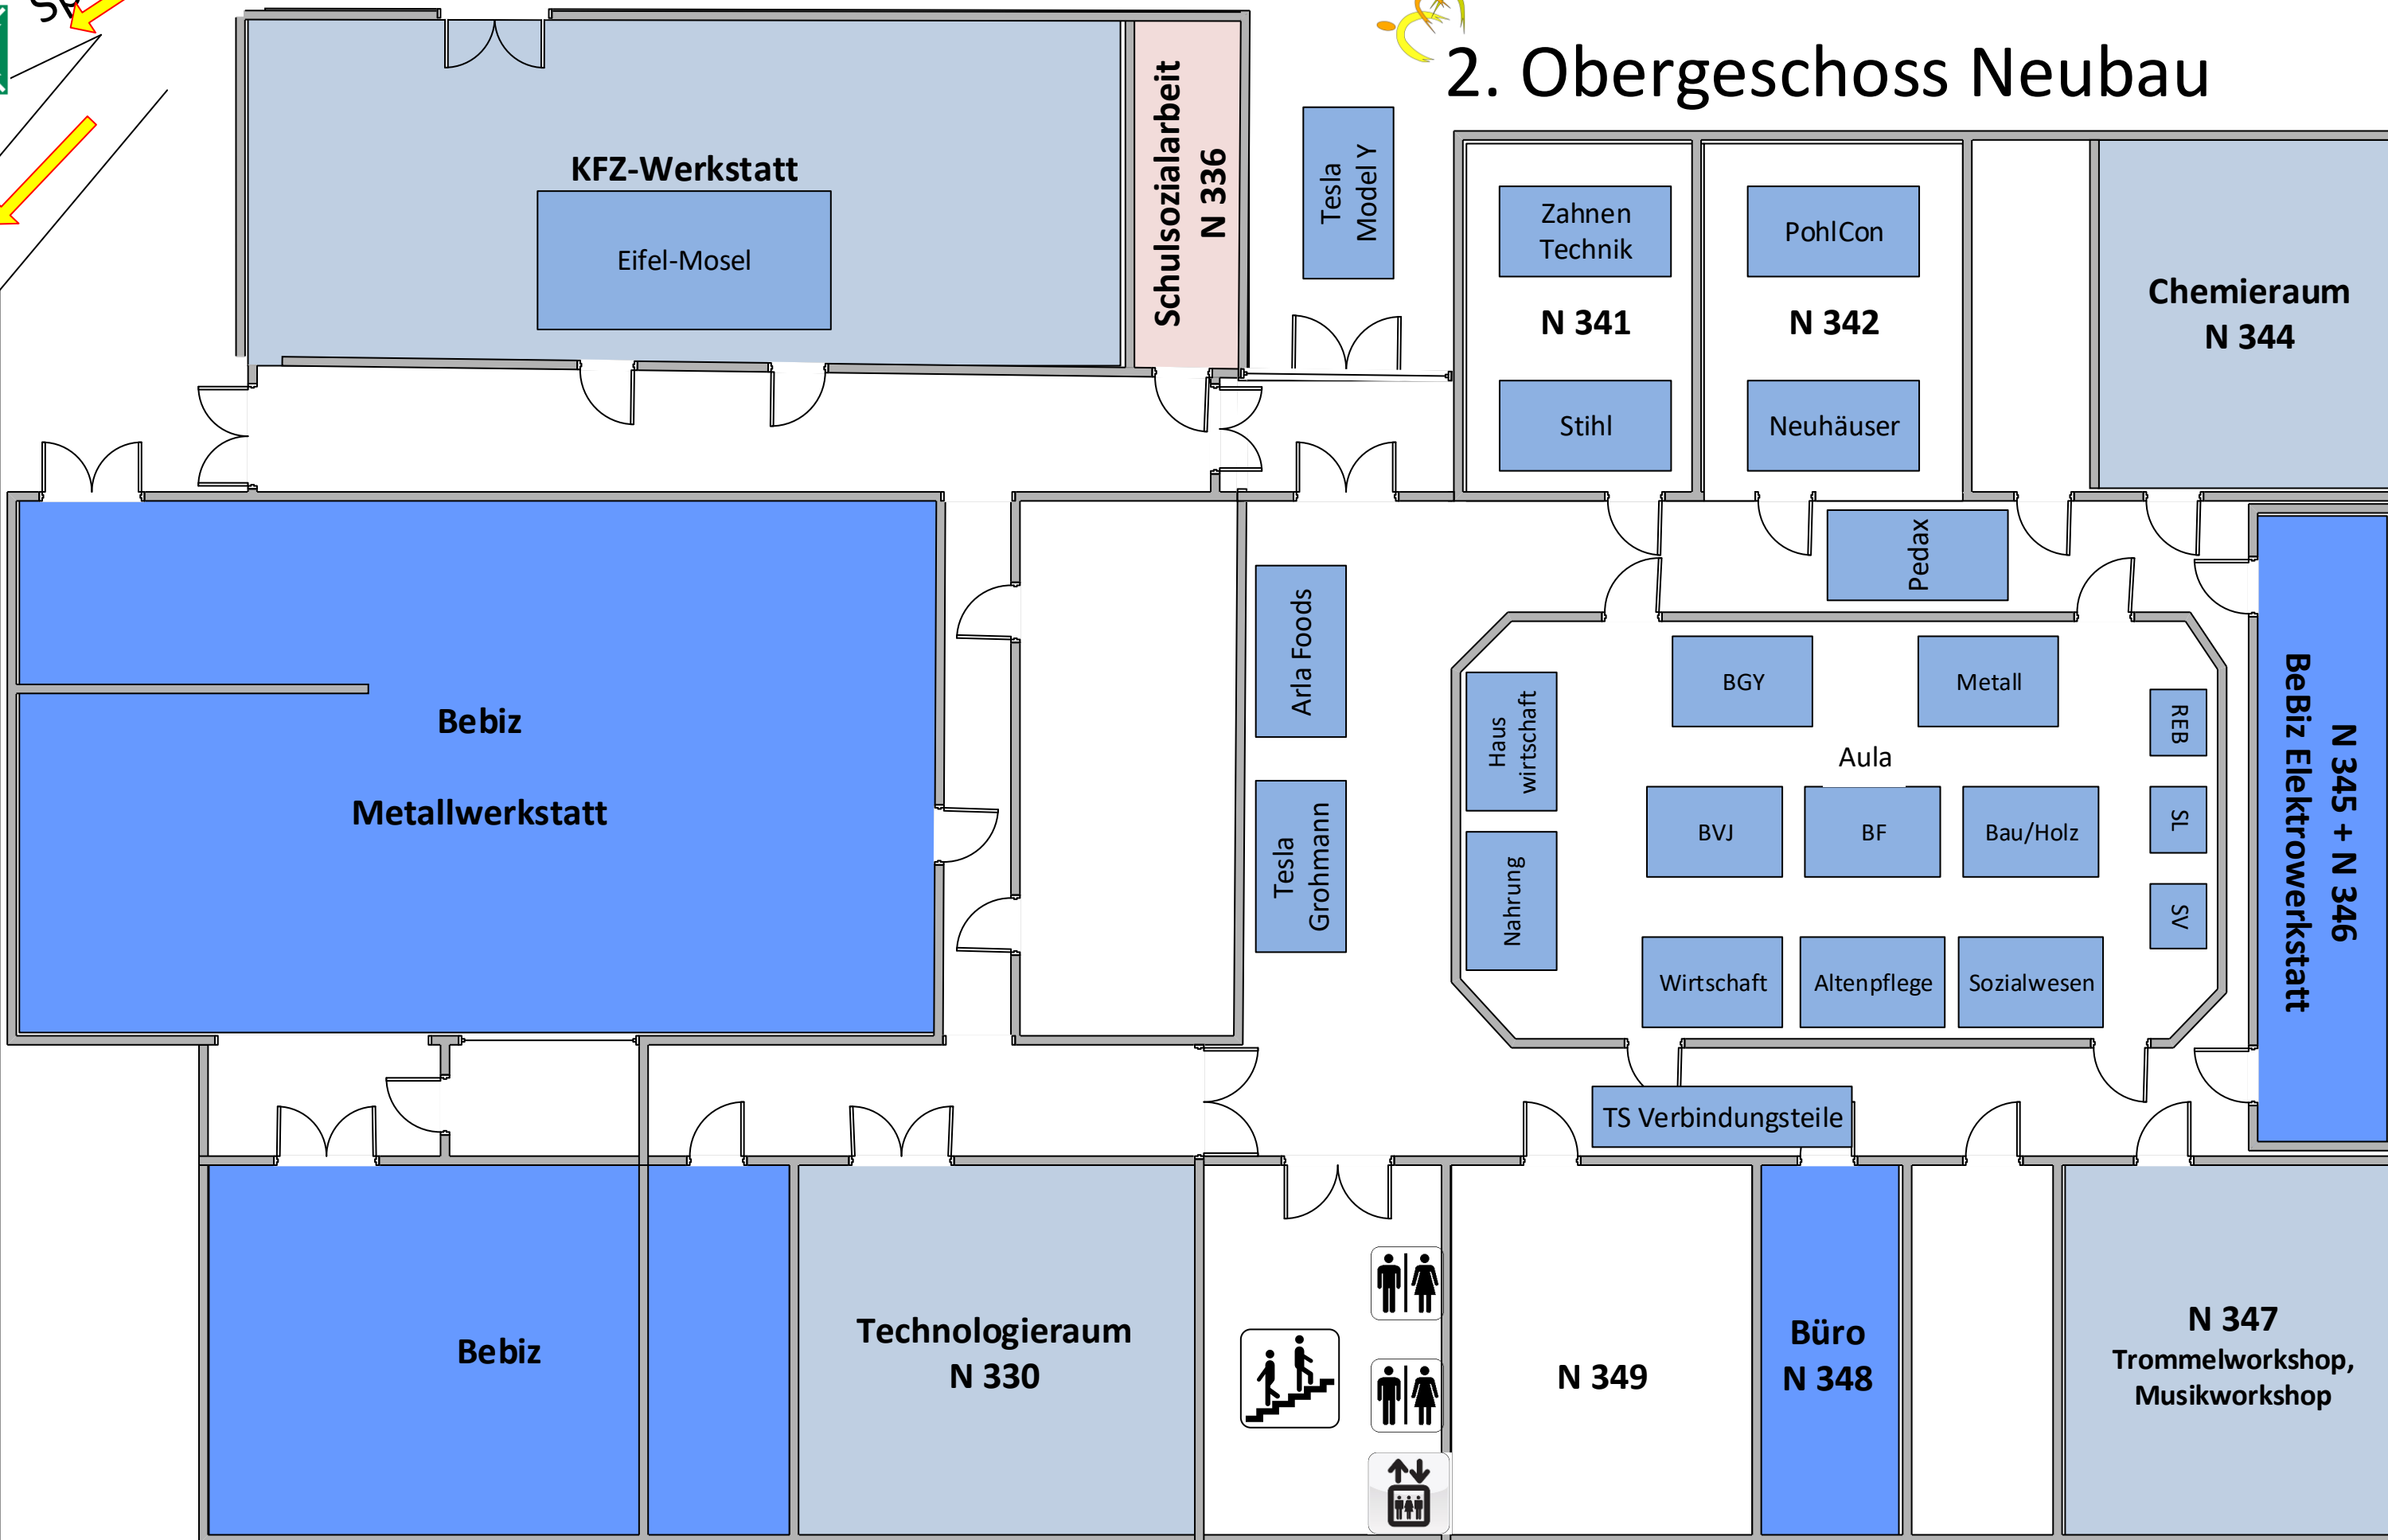 2. Obergeschoss Neubau
KFZ-Werkstatt
Eifel-Mosel
Schulsozialarbeit
N 336
Tesla
Model Y
Zahnen
Technik
N 341
Stihl
PohlCon
N 342
Neuhäuser
Chemieraum
N 344
Pedax
Bebiz
Metallwerkstatt
Arla Foods
Tesla
Grohmann
Haus
wirtschaft
Nahrung
BGY
Metall
Aula
BVJ
BF
Bau/Holz
Wirtschaft
Altenpflege
Sozialwesen
REB
SL
SV
N 345 + N 346
BeBiz Elektrowerkstatt
TS Verbindungsteile
Bebiz
Technologieraum
N 330
N 349
Büro
N 348
N 347
Trommelworkshop,
Musikworkshop